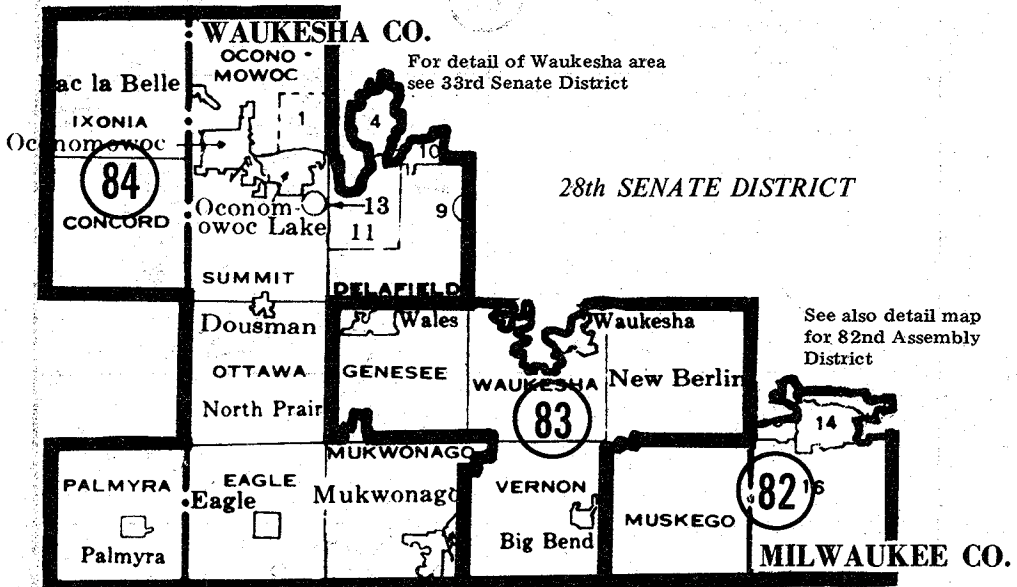 WAUKESHA CO.
OCONO -
MOWOC
For detail of Waukesha area
see 33rd Senate District
ac la Belle
1
4
IXONIA
Oconomowoc
10
84
28th SENATE DISTRICT
CONCORD
Oconom-
owoc Lake
13
9
11
SUMMIT
DELAFIELD
Dousman
Wales
Waukesha
See also detail map
for 82nd Assembly
District
OTTAWA
GENESEE
WAUKESHA
New Berlin
North Prair
83
14
MUKWONAGO
PALMYRA
EAGLE
Eagle
Mukwonago
VERNON
82
16
MUSKEGO
Palmyra
Big Bend
MILWAUKEE CO.